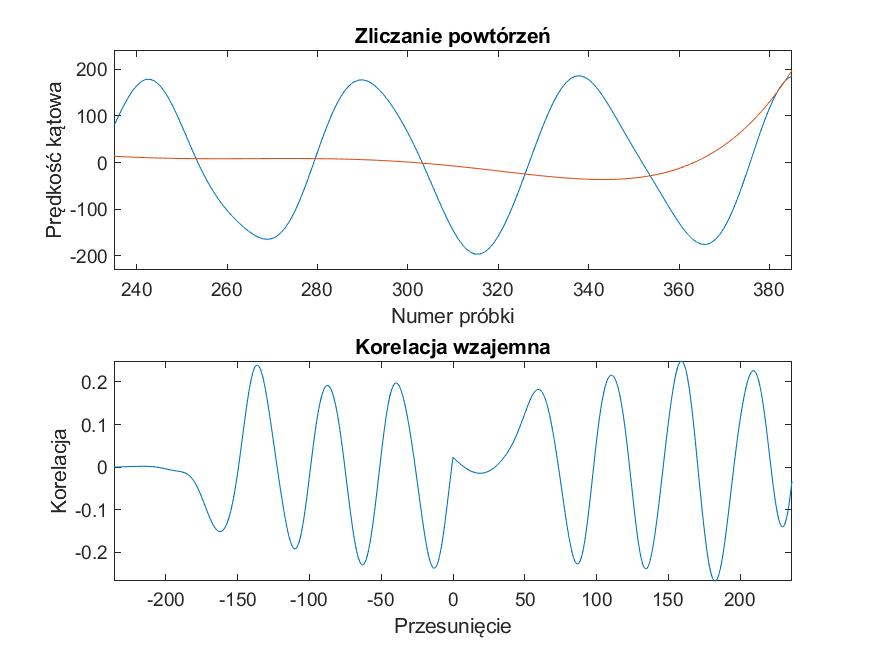 Zliczanie powtórzeń
Prędkość kątowa
200
100
0
-100
-200
240 260 280 300 320 340 360 380
Numer próbki
Korelacja wzajemna
Korelacja
0.2
0.1
0
-0.1
-0.2
-200 -150 -100 -50 0 50 100 150 200
Przesunięcie